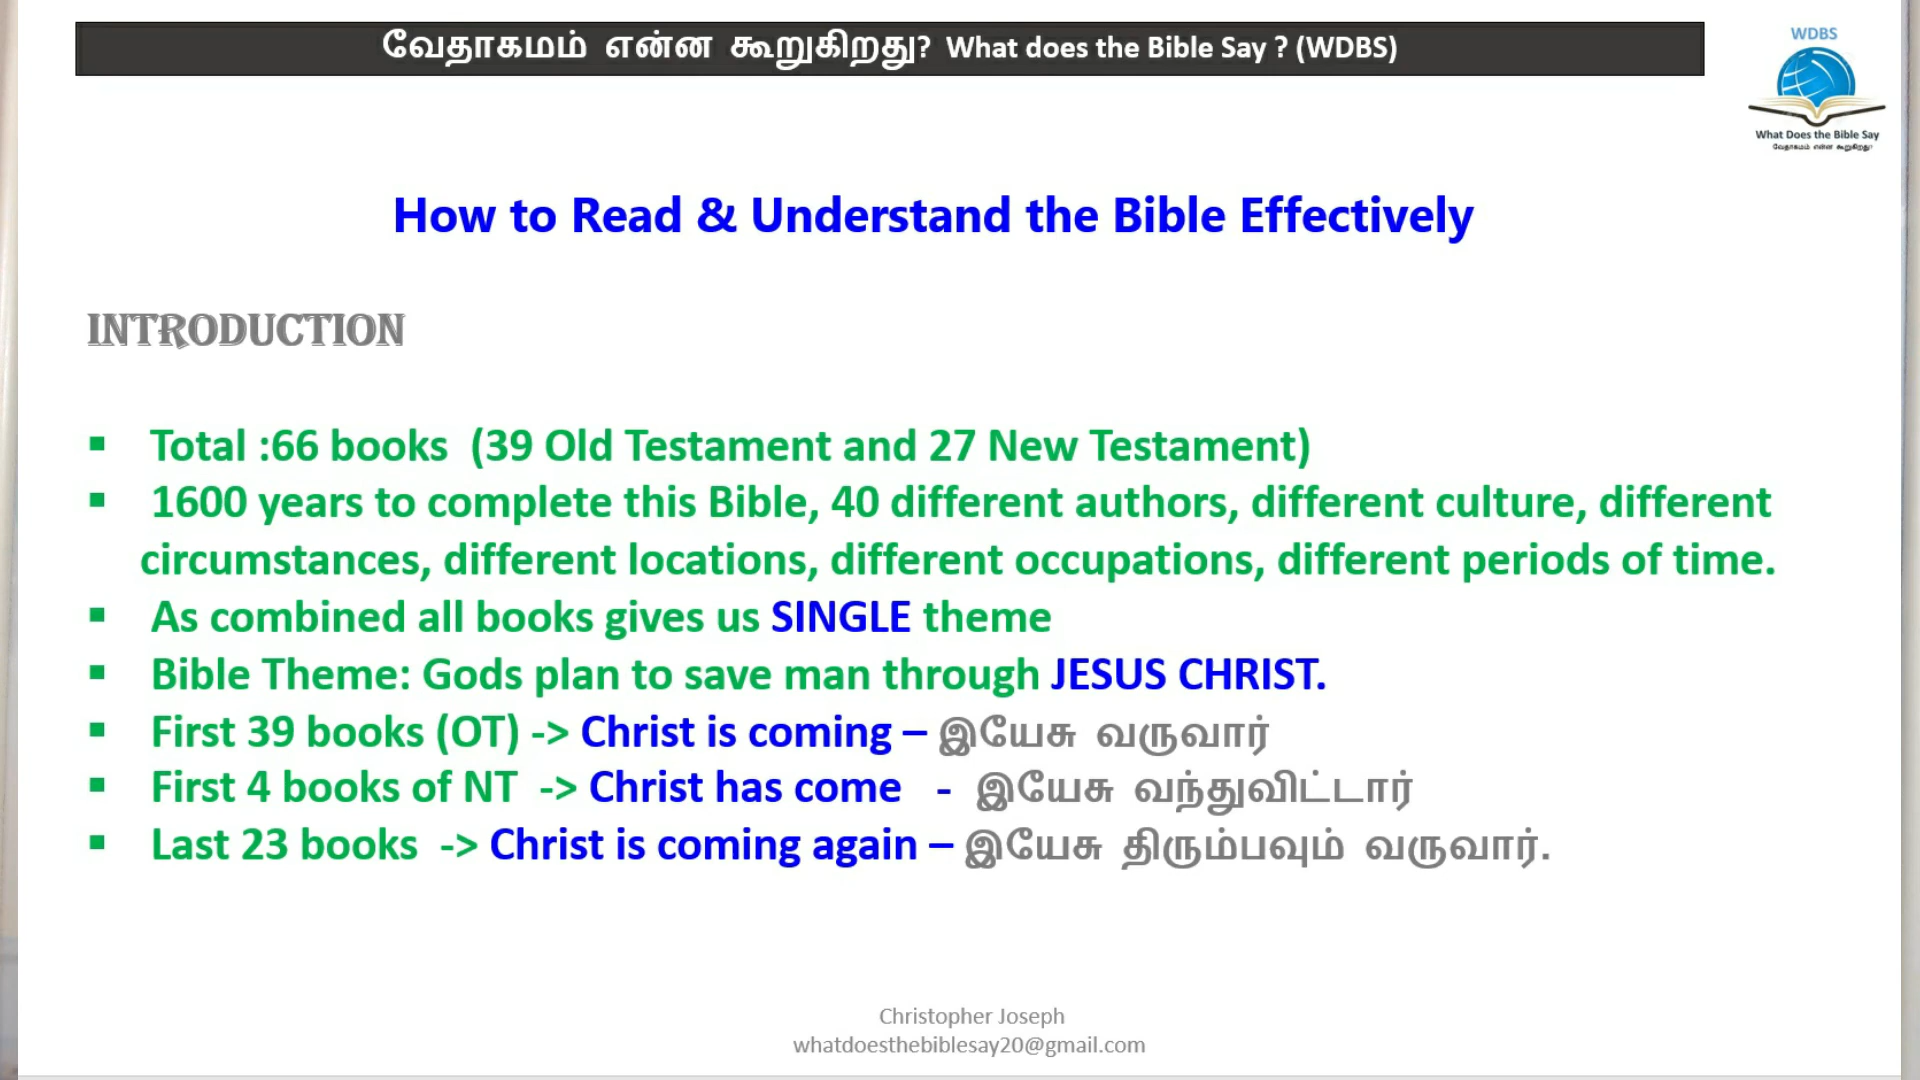 வேதாகமம் என்ன கூறுகிறது? What does the Bible Say ? (WDBS)
WDBS
What Does the Bible Say
வேதாகமம் என்ன கூறுகிறது?
How to Read & Understand the Bible Effectively
INTRODUCTION
▪ Total :66 books (39 Old Testament and 27 New Testament)
▪ 1600 years to complete this Bible, 40 different authors, different culture, different
circumstances, different locations, different occupations, different periods of time.
▪ As combined all books gives us SINGLE theme
▪ Bible Theme: Gods plan to save man through JESUS CHRIST.
▪ First 39 books (OT) -> Christ is coming – இயேசு வருவார்
▪ First 4 books of NT -> Christ has come - இயேசு வந்துவிட்டார்
▪ Last 23 books -> Christ is coming again – இயேசு திரும்பவும் வருவார்.
Christopher Joseph
whatdoesthebiblesay20@gmail.com